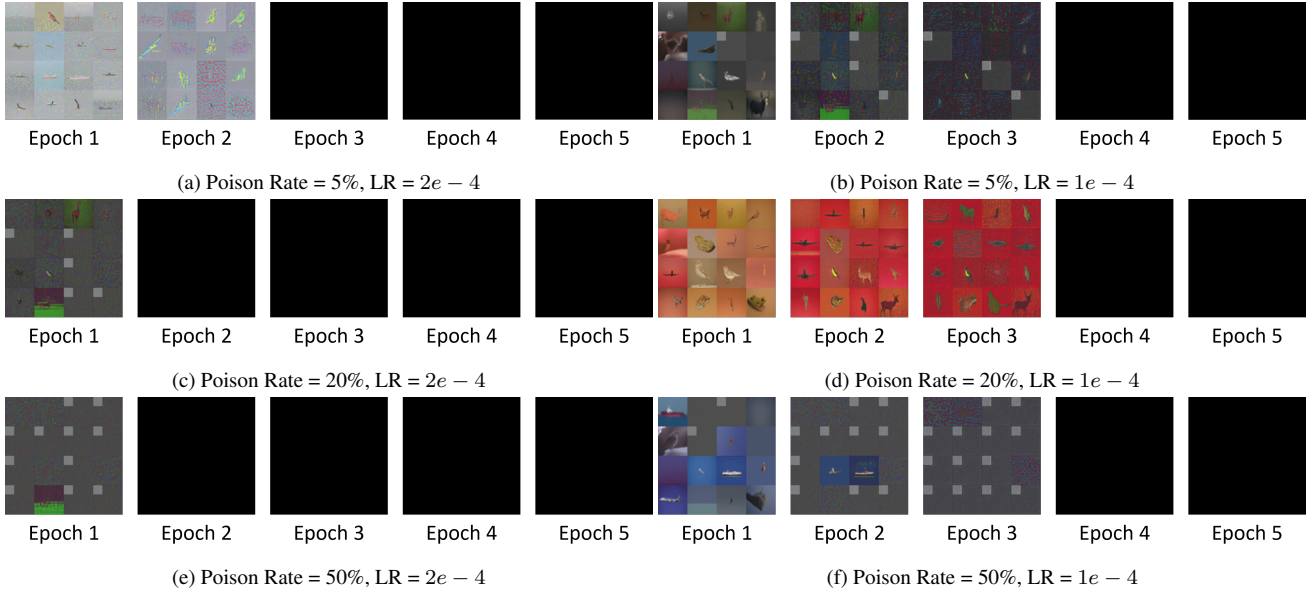 Epoch 1 Epoch 2 Epoch 3 Epoch 4 Epoch 5 Epoch 1 Epoch 2 Epoch 3 Epoch 4 Epoch 5
(a) Poison Rate = 5%, LR = 2e − 4 (b) Poison Rate = 5%, LR = 1e − 4
Epoch 1 Epoch 2 Epoch 3 Epoch 4 Epoch 5 Epoch 1 Epoch 2 Epoch 3 Epoch 4 Epoch 5
(c) Poison Rate = 20%, LR = 2e − 4 (d) Poison Rate = 20%, LR = 1e − 4
Epoch 1 Epoch 2 Epoch 3 Epoch 4 Epoch 5 Epoch 1 Epoch 2 Epoch 3 Epoch 4 Epoch 5
(e) Poison Rate = 50%, LR = 2e − 4 (f) Poison Rate = 50%, LR = 1e − 4